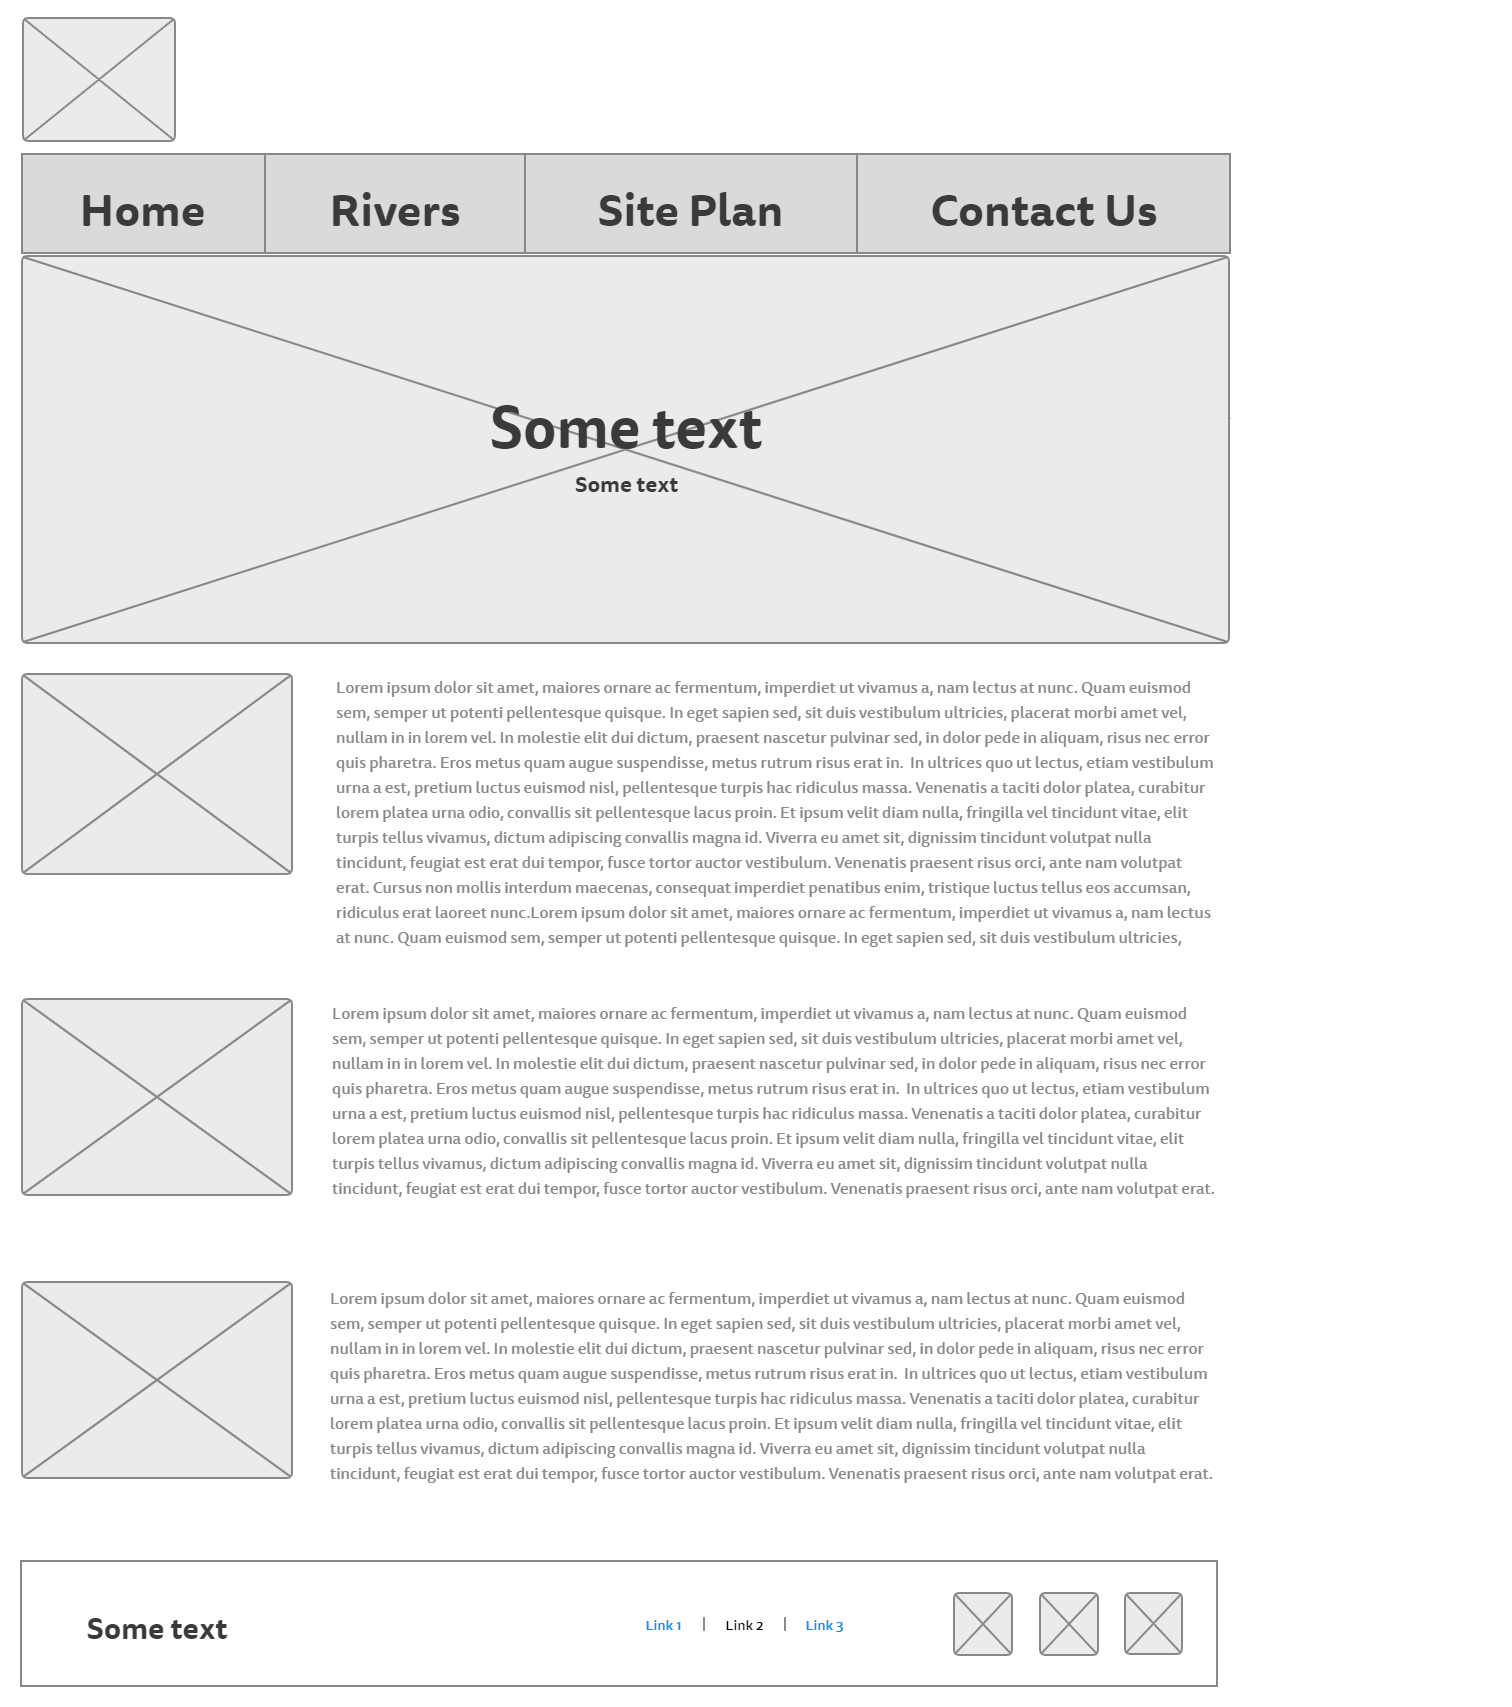 Home Rivers Site Plan Contact Us
Some text
Some text
Lorem ipsum dolor sit amet, maiores ornare ac fermentum, imperdiet ut vivamus a, nam lectus at nunc. Quam euismod
sem, semper ut potenti pellentesque quisque. In eget sapien sed, sit duis vestibulum ultricies, placerat morbi amet vel,
nullam in in lorem vel. In molestie elit dui dictum, praesent nascetur pulvinar sed, in dolor pede in aliquam, risus nec error
quis pharetra. Eros metus quam augue suspendisse, metus rutrum risus erat in.  In ultrices quo ut lectus, etiam vestibulum
urna a est, pretium luctus euismod nisl, pellentesque turpis hac ridiculus massa. Venenatis a taciti dolor platea, curabitur
lorem platea urna odio, convallis sit pellentesque lacus proin. Et ipsum velit diam nulla, fringilla vel tincidunt vitae, elit
turpis tellus vivamus, dictum adipiscing convallis magna id. Viverra eu amet sit, dignissim tincidunt volutpat nulla
tincidunt, feugiat est erat dui tempor, fusce tortor auctor vestibulum. Venenatis praesent risus orci, ante nam volutpat
erat. Cursus non mollis interdum maecenas, consequat imperdiet penatibus enim, tristique luctus tellus eos accumsan,
ridiculus erat laoreet nunc.Lorem ipsum dolor sit amet, maiores ornare ac fermentum, imperdiet ut vivamus a, nam lectus
at nunc. Quam euismod sem, semper ut potenti pellentesque quisque. In eget sapien sed, sit duis vestibulum ultricies,
Lorem ipsum dolor sit amet, maiores ornare ac fermentum, imperdiet ut vivamus a, nam lectus at nunc. Quam euismod
sem, semper ut potenti pellentesque quisque. In eget sapien sed, sit duis vestibulum ultricies, placerat morbi amet vel,
nullam in in lorem vel. In molestie elit dui dictum, praesent nascetur pulvinar sed, in dolor pede in aliquam, risus nec error
quis pharetra. Eros metus quam augue suspendisse, metus rutrum risus erat in.  In ultrices quo ut lectus, etiam vestibulum
urna a est, pretium luctus euismod nisl, pellentesque turpis hac ridiculus massa. Venenatis a taciti dolor platea, curabitur
lorem platea urna odio, convallis sit pellentesque lacus proin. Et ipsum velit diam nulla, fringilla vel tincidunt vitae, elit
turpis tellus vivamus, dictum adipiscing convallis magna id. Viverra eu amet sit, dignissim tincidunt volutpat nulla
tincidunt, feugiat est erat dui tempor, fusce tortor auctor vestibulum. Venenatis praesent risus orci, ante nam volutpat erat.
Lorem ipsum dolor sit amet, maiores ornare ac fermentum, imperdiet ut vivamus a, nam lectus at nunc. Quam euismod
sem, semper ut potenti pellentesque quisque. In eget sapien sed, sit duis vestibulum ultricies, placerat morbi amet vel,
nullam in in lorem vel. In molestie elit dui dictum, praesent nascetur pulvinar sed, in dolor pede in aliquam, risus nec error
quis pharetra. Eros metus quam augue suspendisse, metus rutrum risus erat in.  In ultrices quo ut lectus, etiam vestibulum
urna a est, pretium luctus euismod nisl, pellentesque turpis hac ridiculus massa. Venenatis a taciti dolor platea, curabitur
lorem platea urna odio, convallis sit pellentesque lacus proin. Et ipsum velit diam nulla, fringilla vel tincidunt vitae, elit
turpis tellus vivamus, dictum adipiscing convallis magna id. Viverra eu amet sit, dignissim tincidunt volutpat nulla
tincidunt, feugiat est erat dui tempor, fusce tortor auctor vestibulum. Venenatis praesent risus orci, ante nam volutpat erat.
Some text Link 1 | Link 2 | Link 3